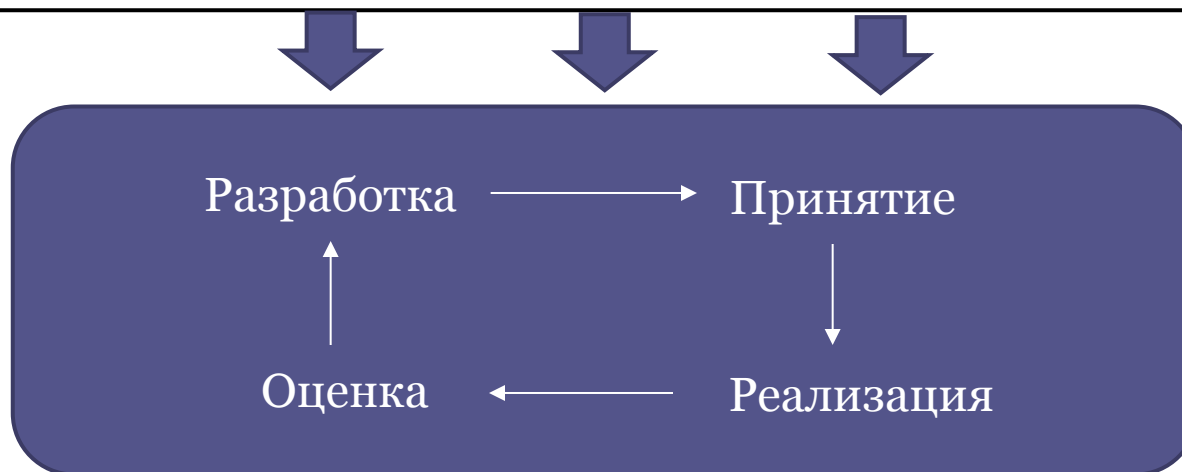 Разработка
Принятие
Оценка
Реализация